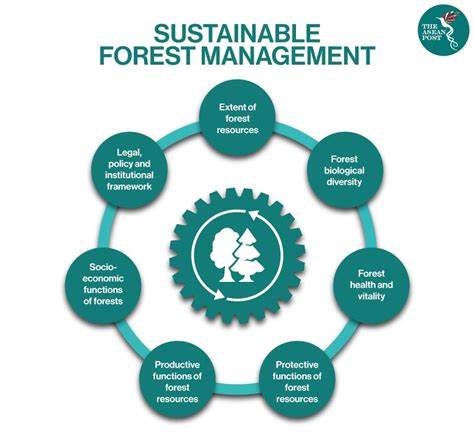 SUSTAINABLE
FOREST MANAGEMENT
THE
ASEAN
POST
Extent of
forest
resources
Forest
biological
diversity
Forest
health and
vitality
Protective
functions of
forest
resources
Productive
functions of
forest
resources
Socio-
economic
functions
of forests
Legal,
policy and
institutional
framework